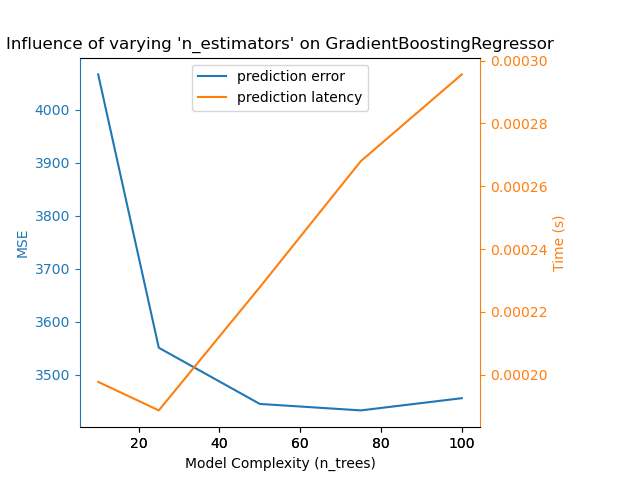 Influence of varying 'n_estimators' on GradientBoostingRegressor
prediction error
prediction latency
MSE
4000
3900
3800
3700
3600
3500
0.00030
0.00028
0.00026
0.00024
0.00022
0.00020
Time (s)
20 40 60 80 100
Model Complexity (n_trees)